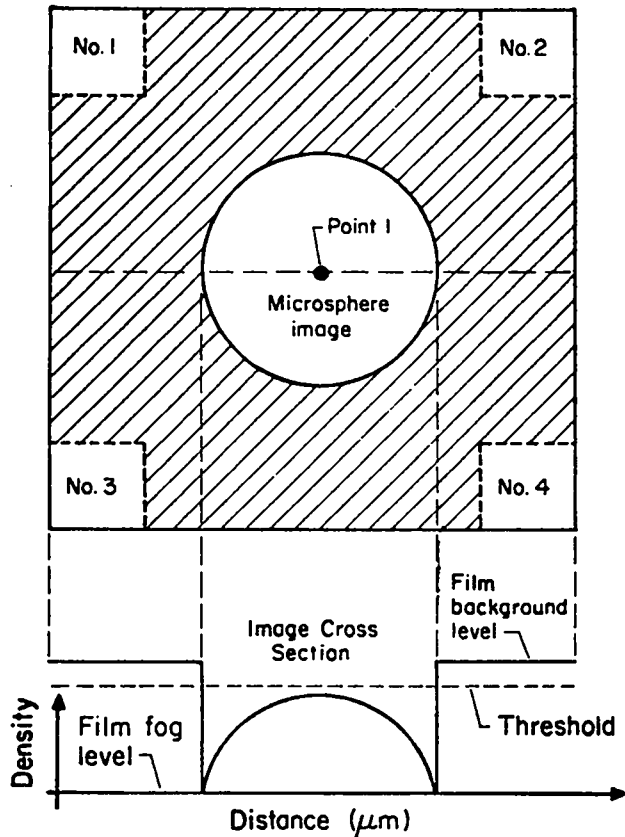 No. 1
No. 2
Point 1
Microsphere
image
No. 3
No. 4
Film
background
level
Image Cross
Section
Threshold
Film fog
level
Density
Distance (μm)